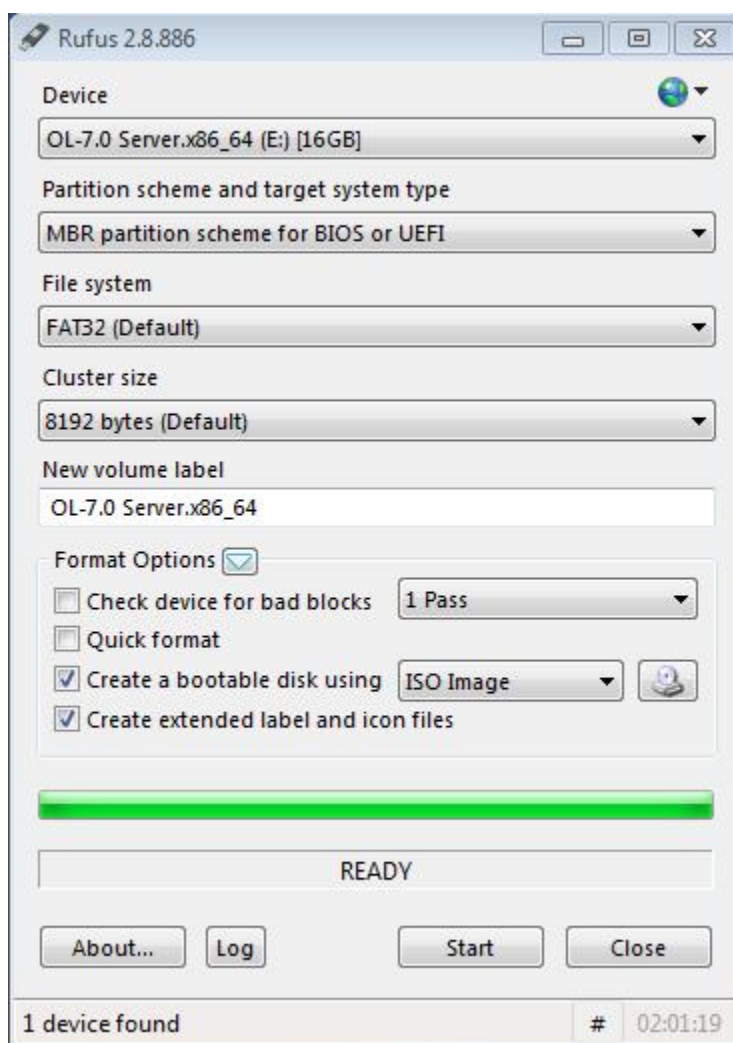 Rufus 2.8.886
Device
OL-7.0 Server.x86_64 (E:) [16GB]
Partition scheme and target system type
MBR partition scheme for BIOS or UEFI
File system
FAT32 (Default)
Cluster size
8192 bytes (Default)
New volume label
OL-7.0 Server.x86_64
Format Options
Check device for bad blocks 1 Pass
Quick format
Create a bootable disk using ISO Image
Create extended label and icon files
READY
About... Log Start Close
1 device found # 02:01:19